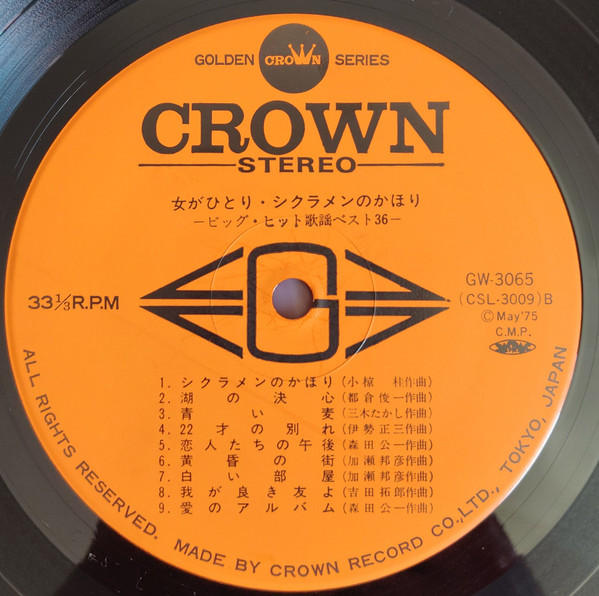 GOLDEN CROWN SERIES
CROWN
STEREO
女がひとり・シクラメンのかほり
−ビッグ・ヒット歌謡ベスト36−
GW-3065
33 1/3 R.P.M
(CSL-3009)B
©May'75
C.M.P.
G
1. シクラメンのかほり(小椋 桂作曲)
2. 湖の決心(都倉俊一作曲)
3. 青い麦(三木たかし作曲)
4. 22才の別れ(伊勢正三作曲)
5. 恋人たちの午後(森田公一作曲)
6. 黄昏の街(加瀬邦彦作曲)
7. 白い部屋(加瀬邦彦作曲)
8. 我が良き友よ(吉田拓郎作曲)
9. 愛のアルバム(森田公一作曲)
ALL RIGHTS RESERVED. MADE BY CROWN RECORD CO.,LTD., TOKYO, JAPAN